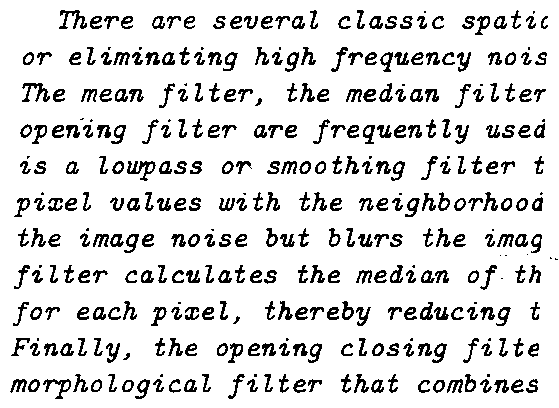 There are several classic spatic
or eliminating high frequency nois
The mean filter, the median filter
opening filter are frequently used
is a lowpass or smoothing filter t
pixel values with the neighborhood
the image noise but blurs the imag
filter calculates the median of th
for each pixel, thereby reducing t
Finally, the opening closing filte
morphological filter that combines